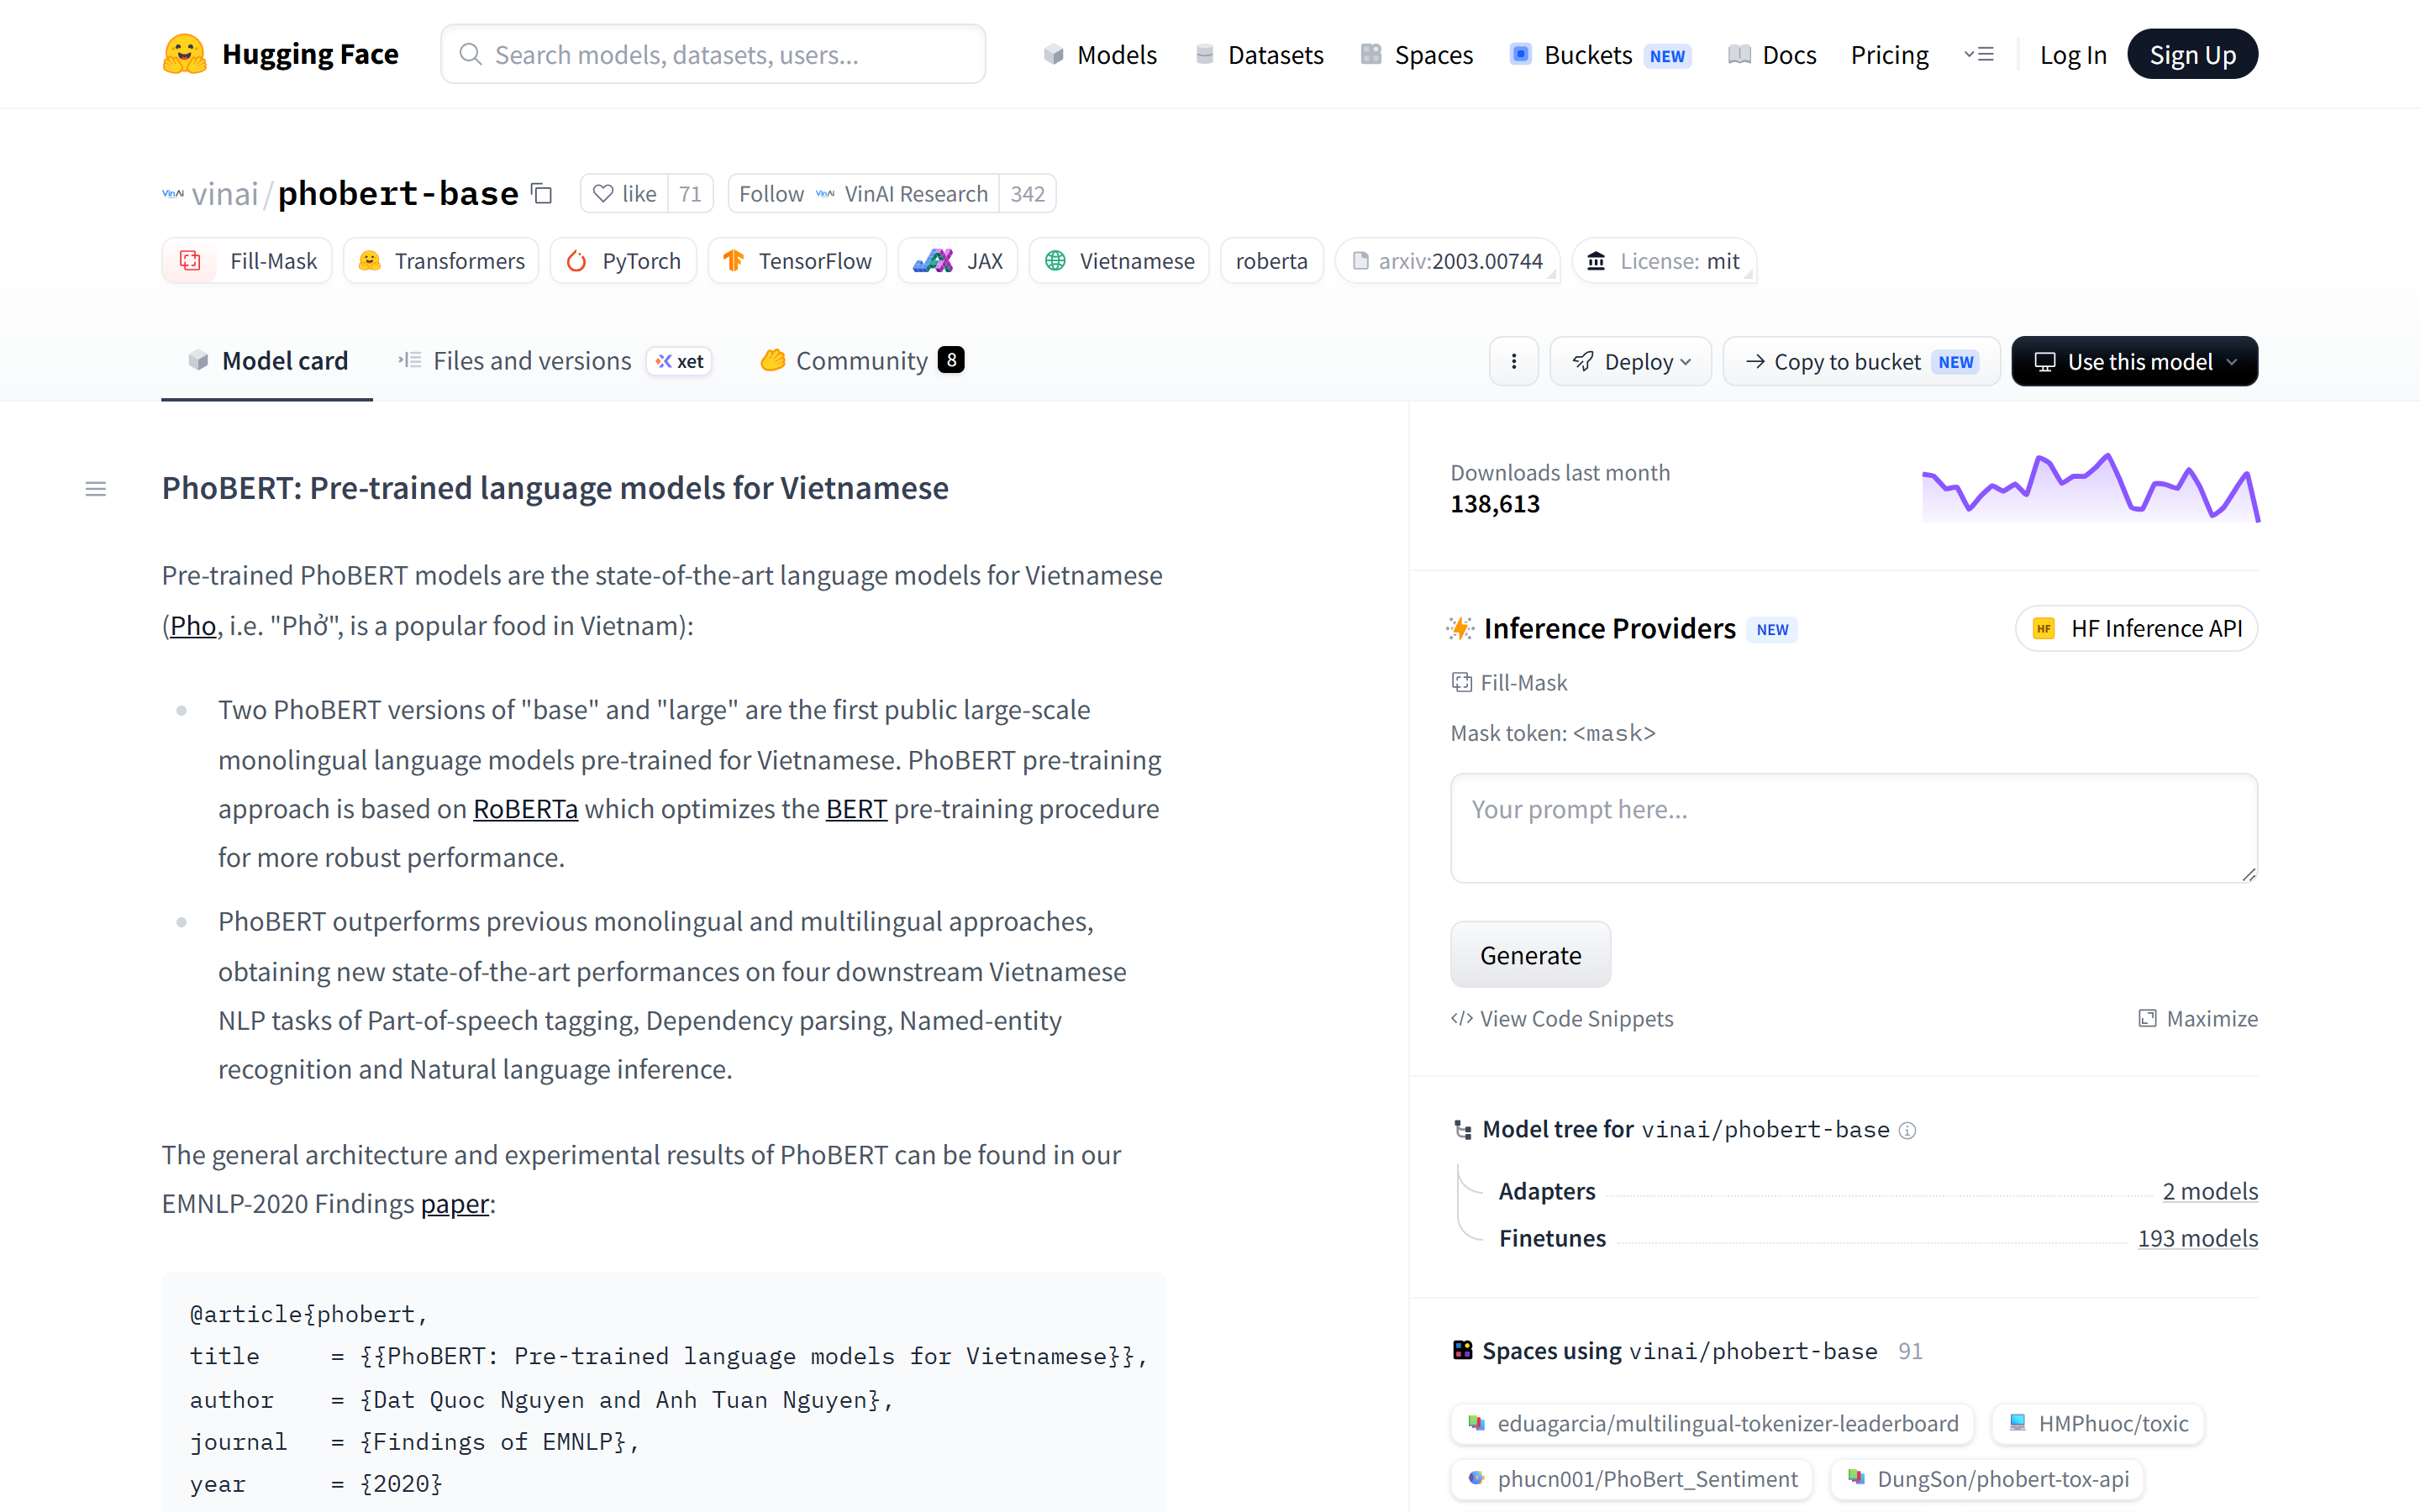 Hugging Face
Search models, datasets, users...
Models
Datasets
Spaces
Buckets NEW
Docs
Pricing
Log In
Sign Up
vinai/phobert-base
like 71
Follow VinAI Research 342
Fill-Mask
Transformers
PyTorch
TensorFlow
JAX
Vietnamese
roberta
arxiv:2003.00744
License: mit
Model card
Files and versions xet
Community 8
Deploy
Copy to bucket NEW
Use this model
PhoBERT: Pre-trained language models for Vietnamese
Pre-trained PhoBERT models are the state-of-the-art language models for Vietnamese
(Pho, i.e. "Phở", is a popular food in Vietnam):
Two PhoBERT versions of "base" and "large" are the first public large-scale
monolingual language models pre-trained for Vietnamese. PhoBERT pre-training
approach is based on RoBERTa which optimizes the BERT pre-training procedure
for more robust performance.
PhoBERT outperforms previous monolingual and multilingual approaches,
obtaining new state-of-the-art performances on four downstream Vietnamese
NLP tasks of Part-of-speech tagging, Dependency parsing, Named-entity
recognition and Natural language inference.
The general architecture and experimental results of PhoBERT can be found in our
EMNLP-2020 Findings paper:
@article{phobert,
title     = {{PhoBERT: Pre-trained language models for Vietnamese}},
author    = {Dat Quoc Nguyen and Anh Tuan Nguyen},
journal   = {Findings of EMNLP},
year      = {2020}
Downloads last month
138,613
Inference Providers NEW
HF HF Inference API
Fill-Mask
Mask token: <mask>
Your prompt here...
Generate
</> View Code Snippets
Maximize
Model tree for vinai/phobert-base
Adapters 2 models
Finetunes 193 models
Spaces using vinai/phobert-base 91
eduagarcia/multilingual-tokenizer-leaderboard
HMPhuoc/toxic
phucn001/PhoBert_Sentiment
DungSon/phobert-tox-api